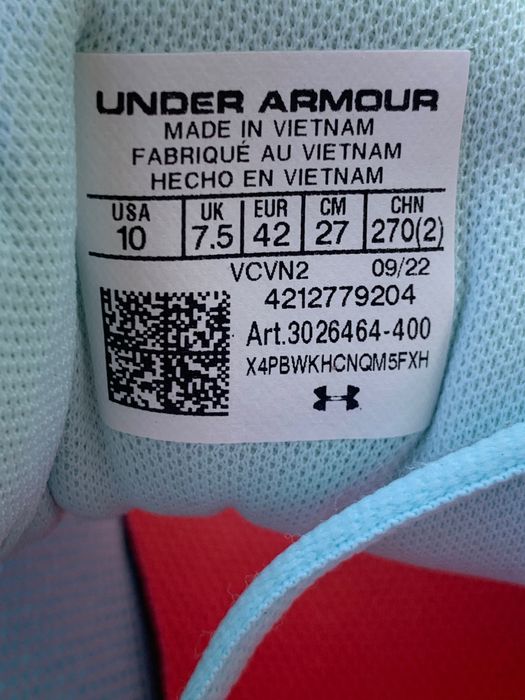 UNDER ARMOUR
MADE IN VIETNAM
FABRIQUÉ AU VIETNAM
HECHO EN VIETNAM
USA UK EUR CM CHN
10 7.5 42 27 270(2)
VCVN2 09/22
4212779204
Art.3026464-400
X4PBWKHCNQM5FXH